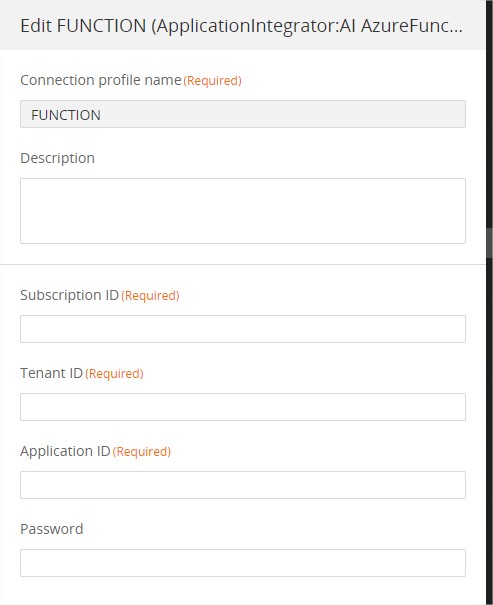 Edit FUNCTION (ApplicationIntegrator:AI AzureFunc...
Connection profile name (Required)
FUNCTION
Description
Subscription ID (Required)
Tenant ID (Required)
Application ID (Required)
Password